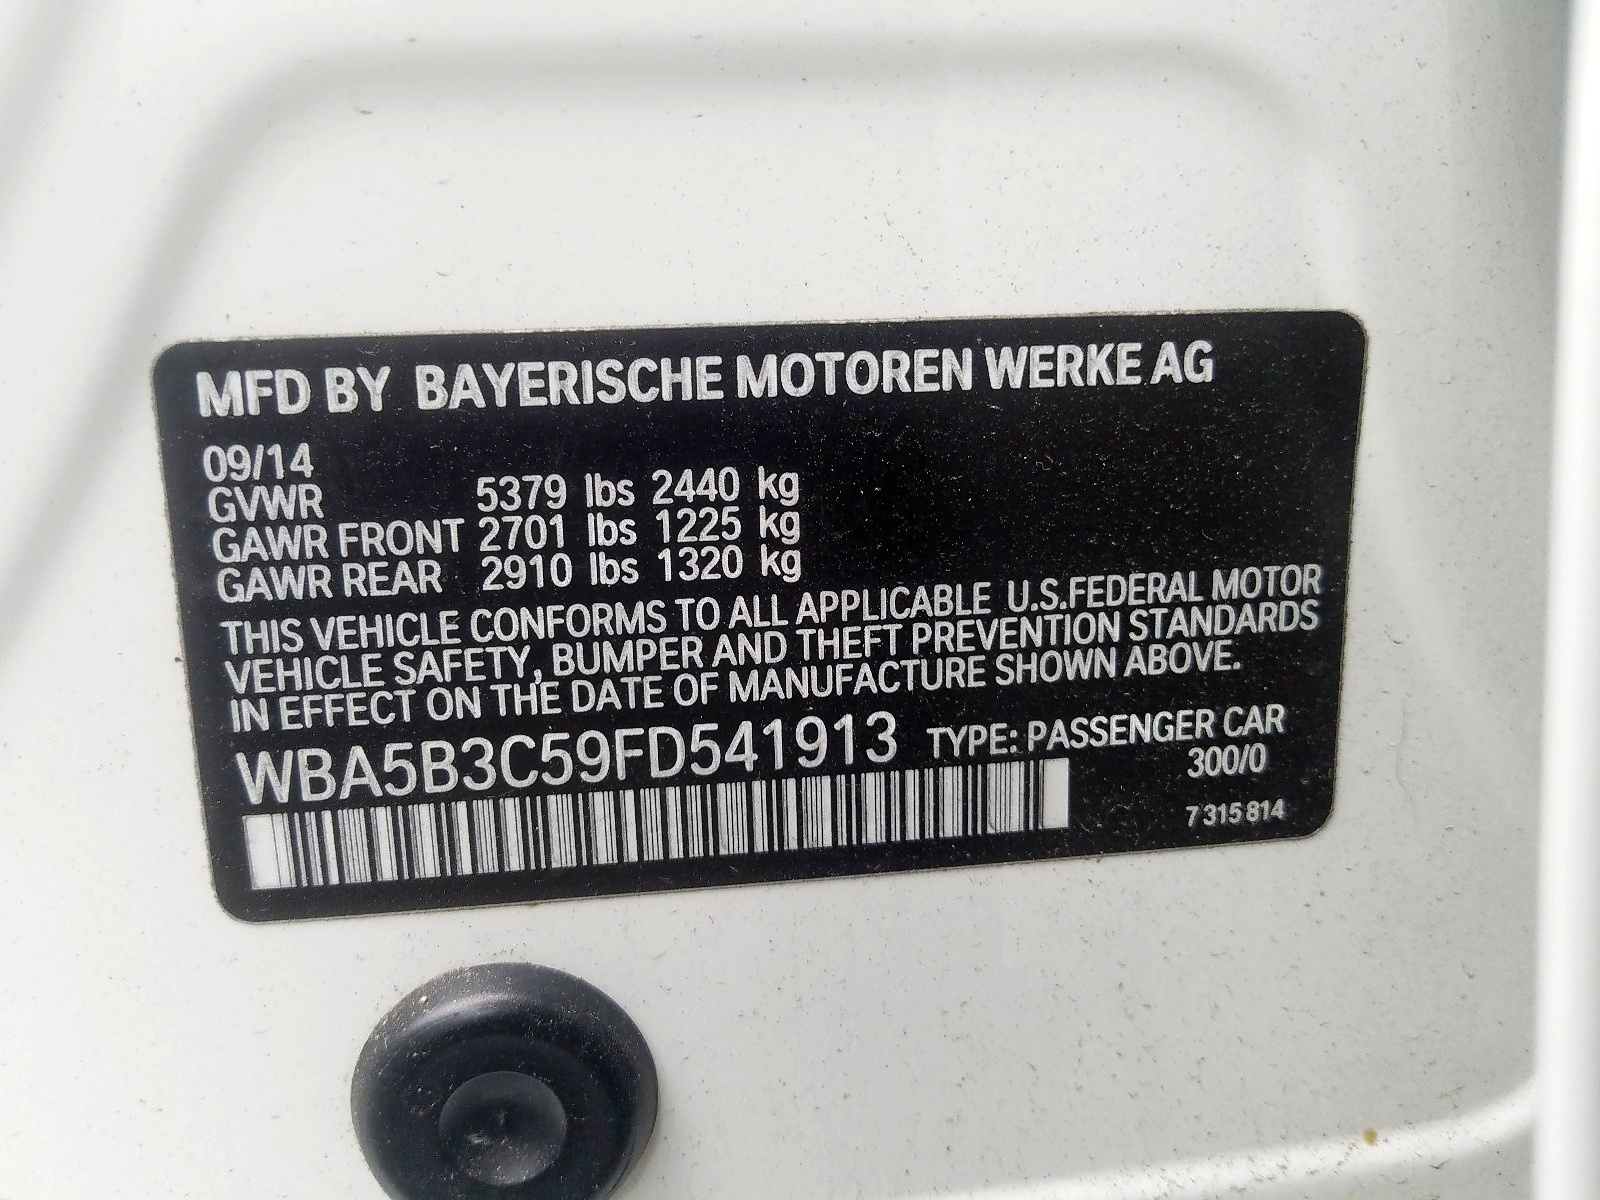 MFD BY BAYERISCHE MOTOREN WERKE AG
09/14
GVWR 5379 lbs 2440 kg
GAWR FRONT 2701 lbs 1225 kg
GAWR REAR 2910 lbs 1320 kg
THIS VEHICLE CONFORMS TO ALL APPLICABLE U.S.FEDERAL MOTOR
VEHICLE SAFETY, BUMPER AND THEFT PREVENTION STANDARDS
IN EFFECT ON THE DATE OF MANUFACTURE SHOWN ABOVE.
WBA5B3C59FD541913 TYPE: PASSENGER CAR
300/0
7 315 814